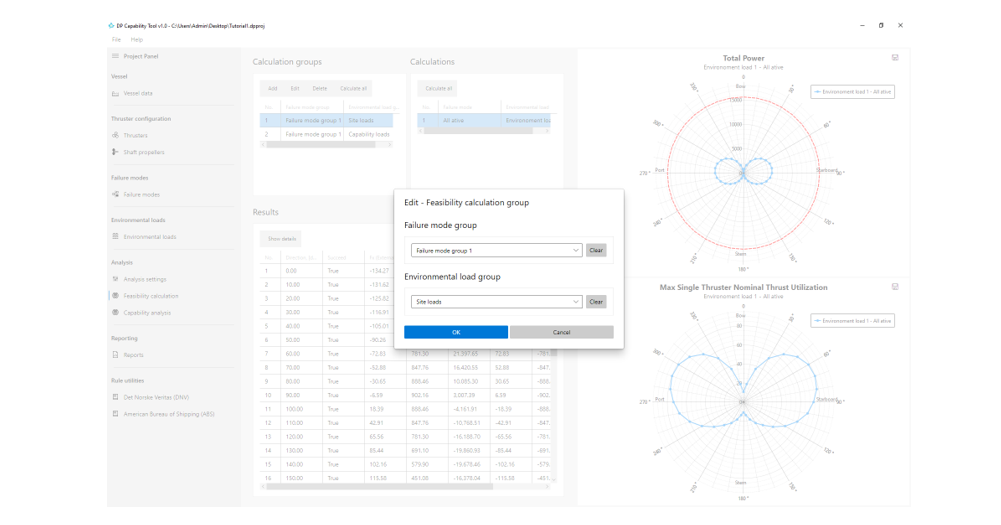 DP Capability Tool v1.0 - C:\Users\Admin\Desktop\Tutorial1.dpproj
File Help
Project Panel
Vessel
Vessel data
Thruster configuration
Thrusters
Shaft propellers
Failure modes
Failure modes
Environmental loads
Environmental loads
Analysis
Analysis settings
Feasibility calculation
Capability analysis
Reporting
Reports
Rule utilities
Det Norske Veritas (DNV)
American Bureau of Shipping (ABS)
Calculation groups
Add Edit Delete Calculate all
No. Failure mode group Environmental load g...
1 Failure mode group 1 Site loads
2 Failure mode group 1 Capability loads
Calculations
Calculate all
No. Failure mode Environment load
1 All ative Environment lo
Results
Show details
No.
1 0.00 True -134.27
2 10.00 True -131.62
3 20.00 True -125.02
4 30.00 True -116.91
5 40.00 True -105.01
6 50.00 True -90.26
7 60.00 True -72.83 781.30 21,397.65 72.83 -781.30
8 70.00 True -52.88 847.76 16,420.55 52.88 -847.
9 80.00 True -30.65 888.46 10,085.30 30.65 -888.
10 90.00 True -6.59 902.16 2,007.39 6.59 -902.
11 100.00 True 18.39 888.46 -4,161.91 -18.39 -888.
12 110.00 True 42.91 847.76 -10,768.51 -42.91 -847.
13 120.00 True 65.56 781.30 -16,188.70 -65.56 -781.
14 130.00 True 85.44 691.10 -19,860.93 -85.44 -691.
15 140.00 True 102.16 579.90 -19,678.46 -102.16 -579.
16 150.00 True 115.58 451.08 -16,378.04 -115.58 -451.
Edit - Feasibility calculation group
Failure mode group
Failure mode group 1 Clear
Environmental load group
Site loads Clear
OK Cancel
Total Power
Environment load 1 - All ative
Environment load 1 - All ative
0
Bow
30°
330°
15000
10000
300°
60°
5000
270° Port
0K
Starboard 90°
240°
120°
Stern
210°
150°
180°
Max Single Thruster Nominal Thrust Utilization
Environment load 1 - All ative
Environment load 1 - All ative
0
Bow
330°
30°
80
60
300°
60°
40
20
270° Port
0K
Starboard 90°
240°
120°
Stern
210°
150°
180°